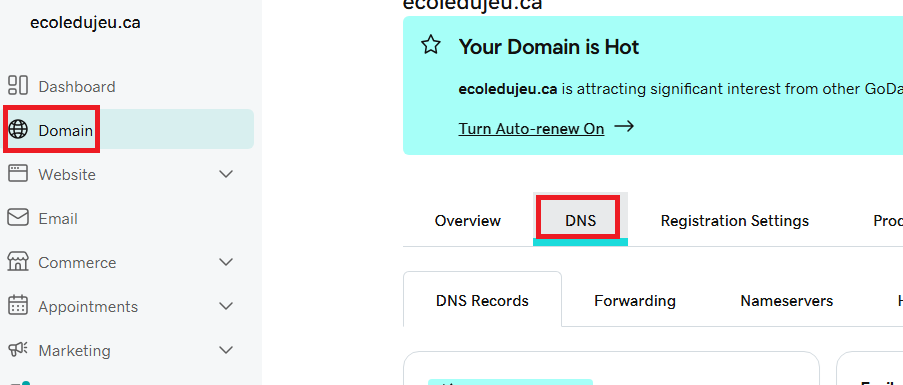 ecoledujeu.ca
Dashboard
Domain
Website
Email
Commerce
Appointments
Marketing
ecoledujeu.ca
Your Domain is Hot
ecoledujeu.ca is attracting significant interest from other GoDa
Turn Auto-renew On
Overview DNS Registration Settings Prod
DNS Records Forwarding Nameservers